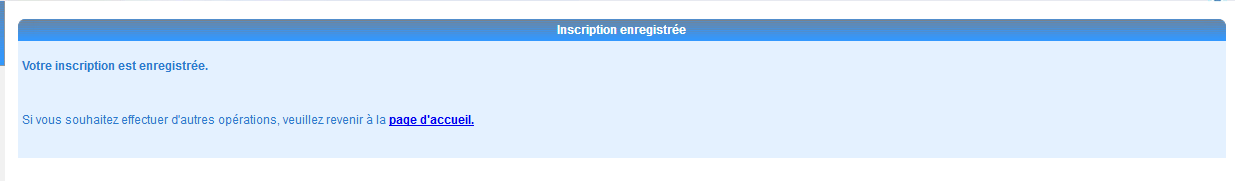 Inscription enregistrée
Votre inscription est enregistrée.
Si vous souhaitez effectuer d'autres opérations, veuillez revenir à la page d'accueil.